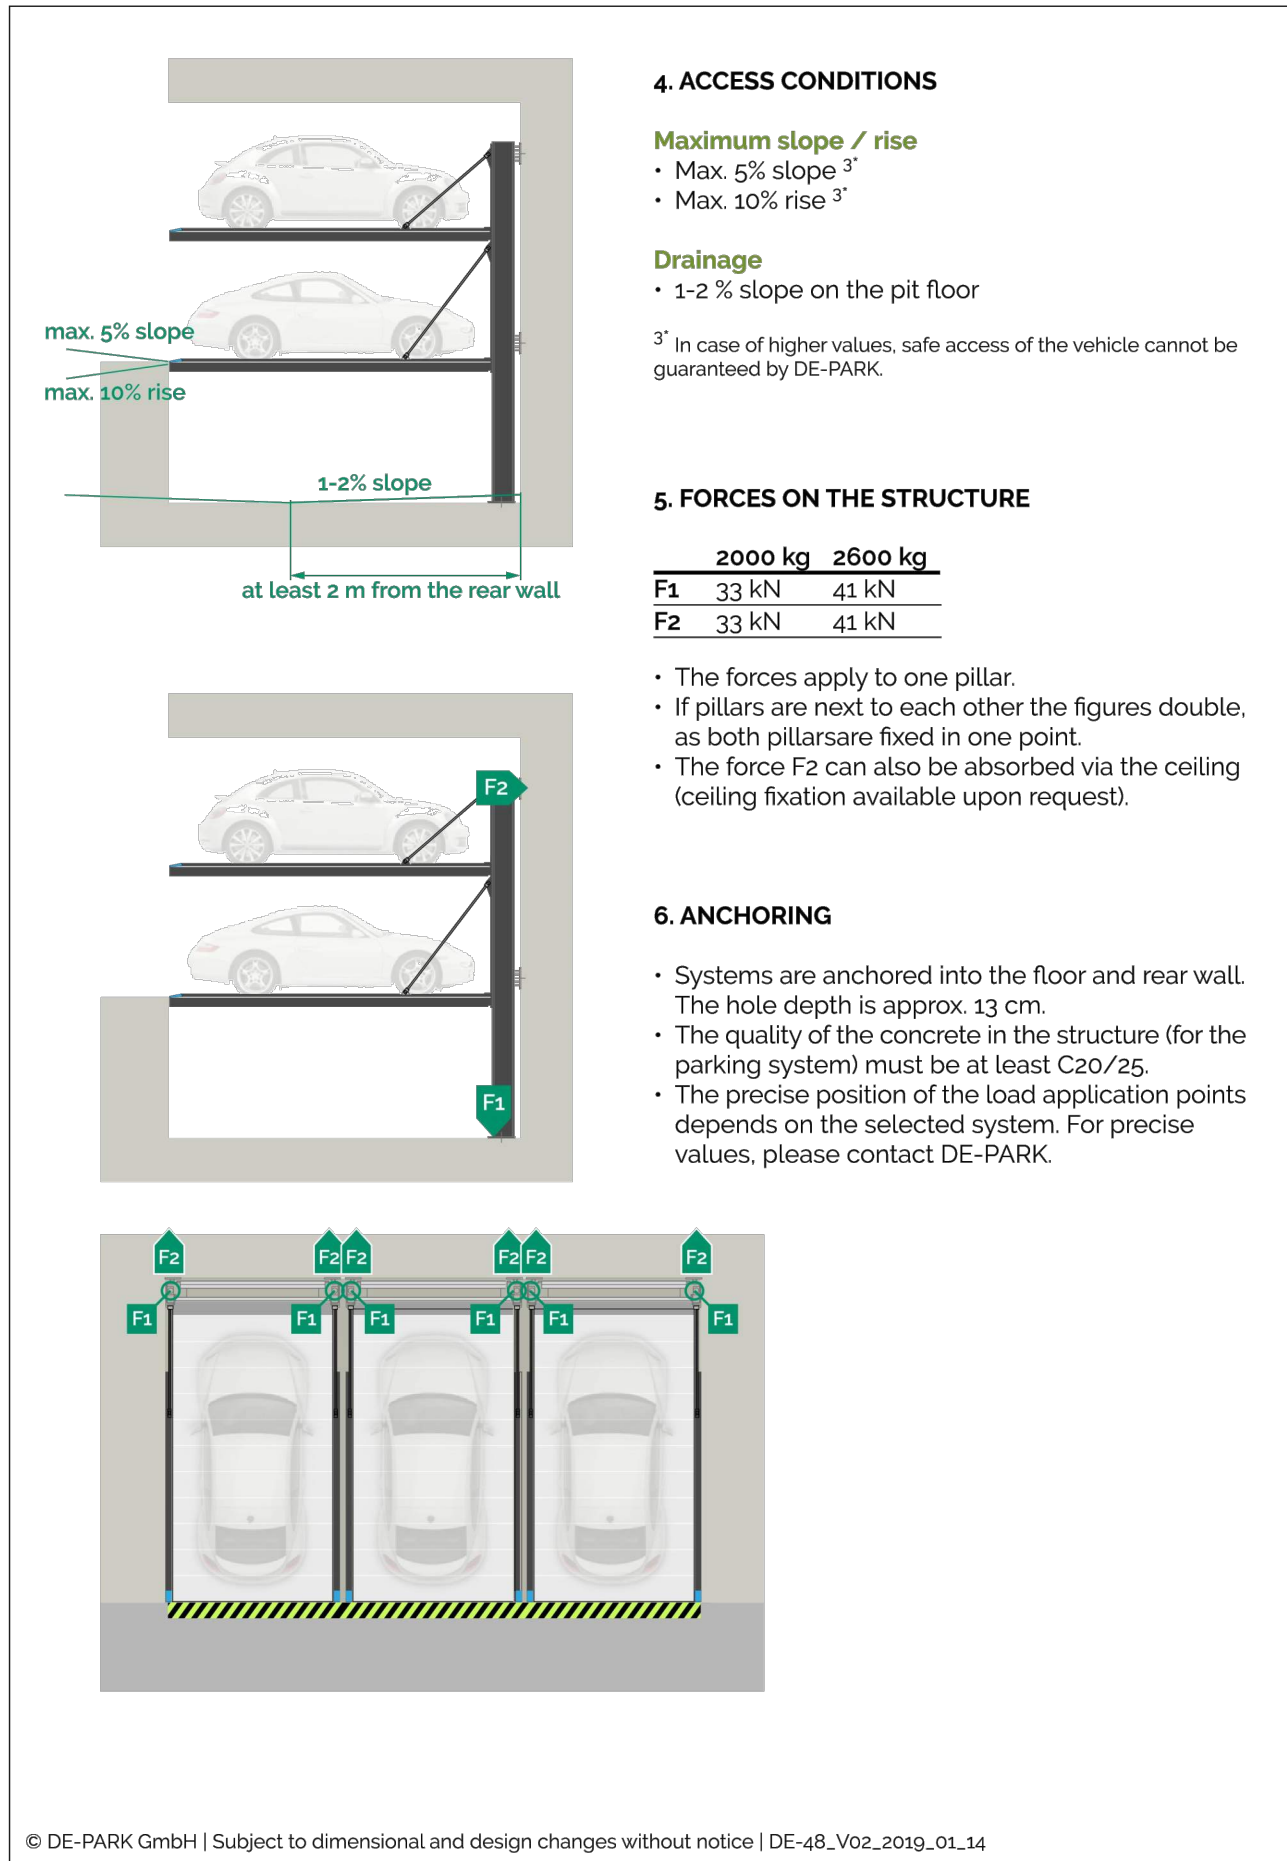 4. ACCESS CONDITIONS
Maximum slope / rise
• Max. 5% slope 3*
• Max. 10% rise 3*
Drainage
• 1-2 % slope on the pit floor
3* In case of higher values, safe access of the vehicle cannot be
guaranteed by DE-PARK.
max. 5% slope
max. 10% rise
1-2% slope
at least 2 m from the rear wall
5. FORCES ON THE STRUCTURE
2000 kg 2600 kg
F1 33 kN 41 kN
F2 33 kN 41 kN
• The forces apply to one pillar.
• If pillars are next to each other the figures double,
as both pillarsare fixed in one point.
• The force F2 can also be absorbed via the ceiling
(ceiling fixation available upon request).
F2
F1
6. ANCHORING
• Systems are anchored into the floor and rear wall.
The hole depth is approx. 13 cm.
• The quality of the concrete in the structure (for the
parking system) must be at least C20/25.
• The precise position of the load application points
depends on the selected system. For precise
values, please contact DE-PARK.
F2 F2 F2 F2 F2 F2
F1 F1 F1 F1 F1 F1
© DE-PARK GmbH | Subject to dimensional and design changes without notice | DE-48_V02_2019_01_14